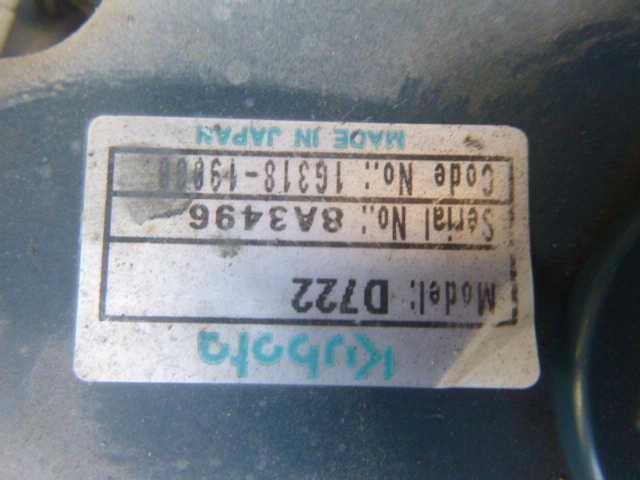 Kubota
Model: D722
Serial No.: 8A3496
Code No.: 1G318-19000
MADE IN JAPAN